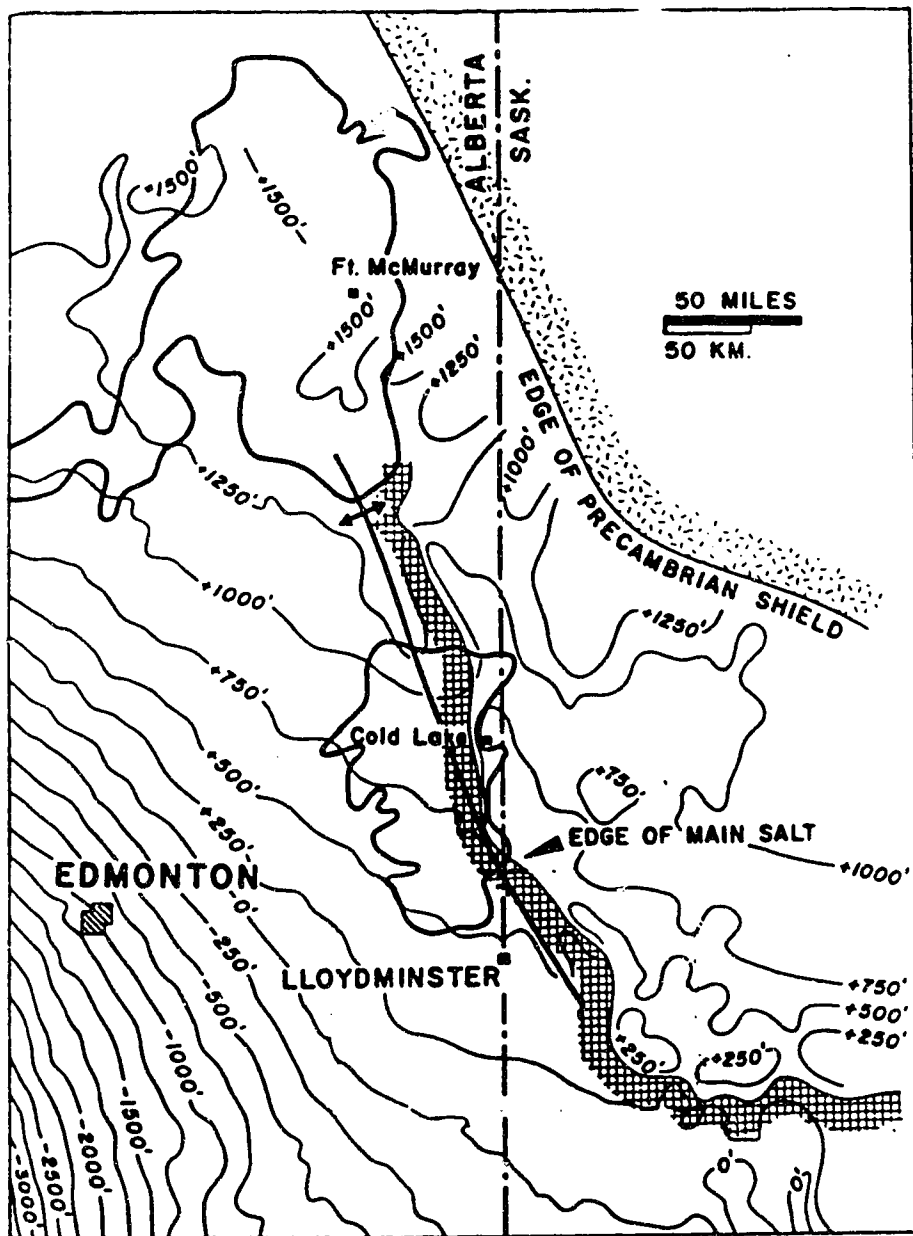 ALBERTA
SASK.
+1500'
+1500'
Ft. McMurray
50 MILES
50 KM.
+1500'
+1500'
+1250'
EDGE OF PRECAMBRIAN SHIELD
+1000'
+1250'
+1000'
+1250'
+750'
Cold Lake
+750'
+500'
EDGE OF MAIN SALT
+250'
+1000'
EDMONTON
0'
-250'
LLOYDMINSTER
+750'
-500'
+500'
+250'
-1000'
+250'
+250'
-1500'
-2000'
-2500'
-3000'
0'
0'